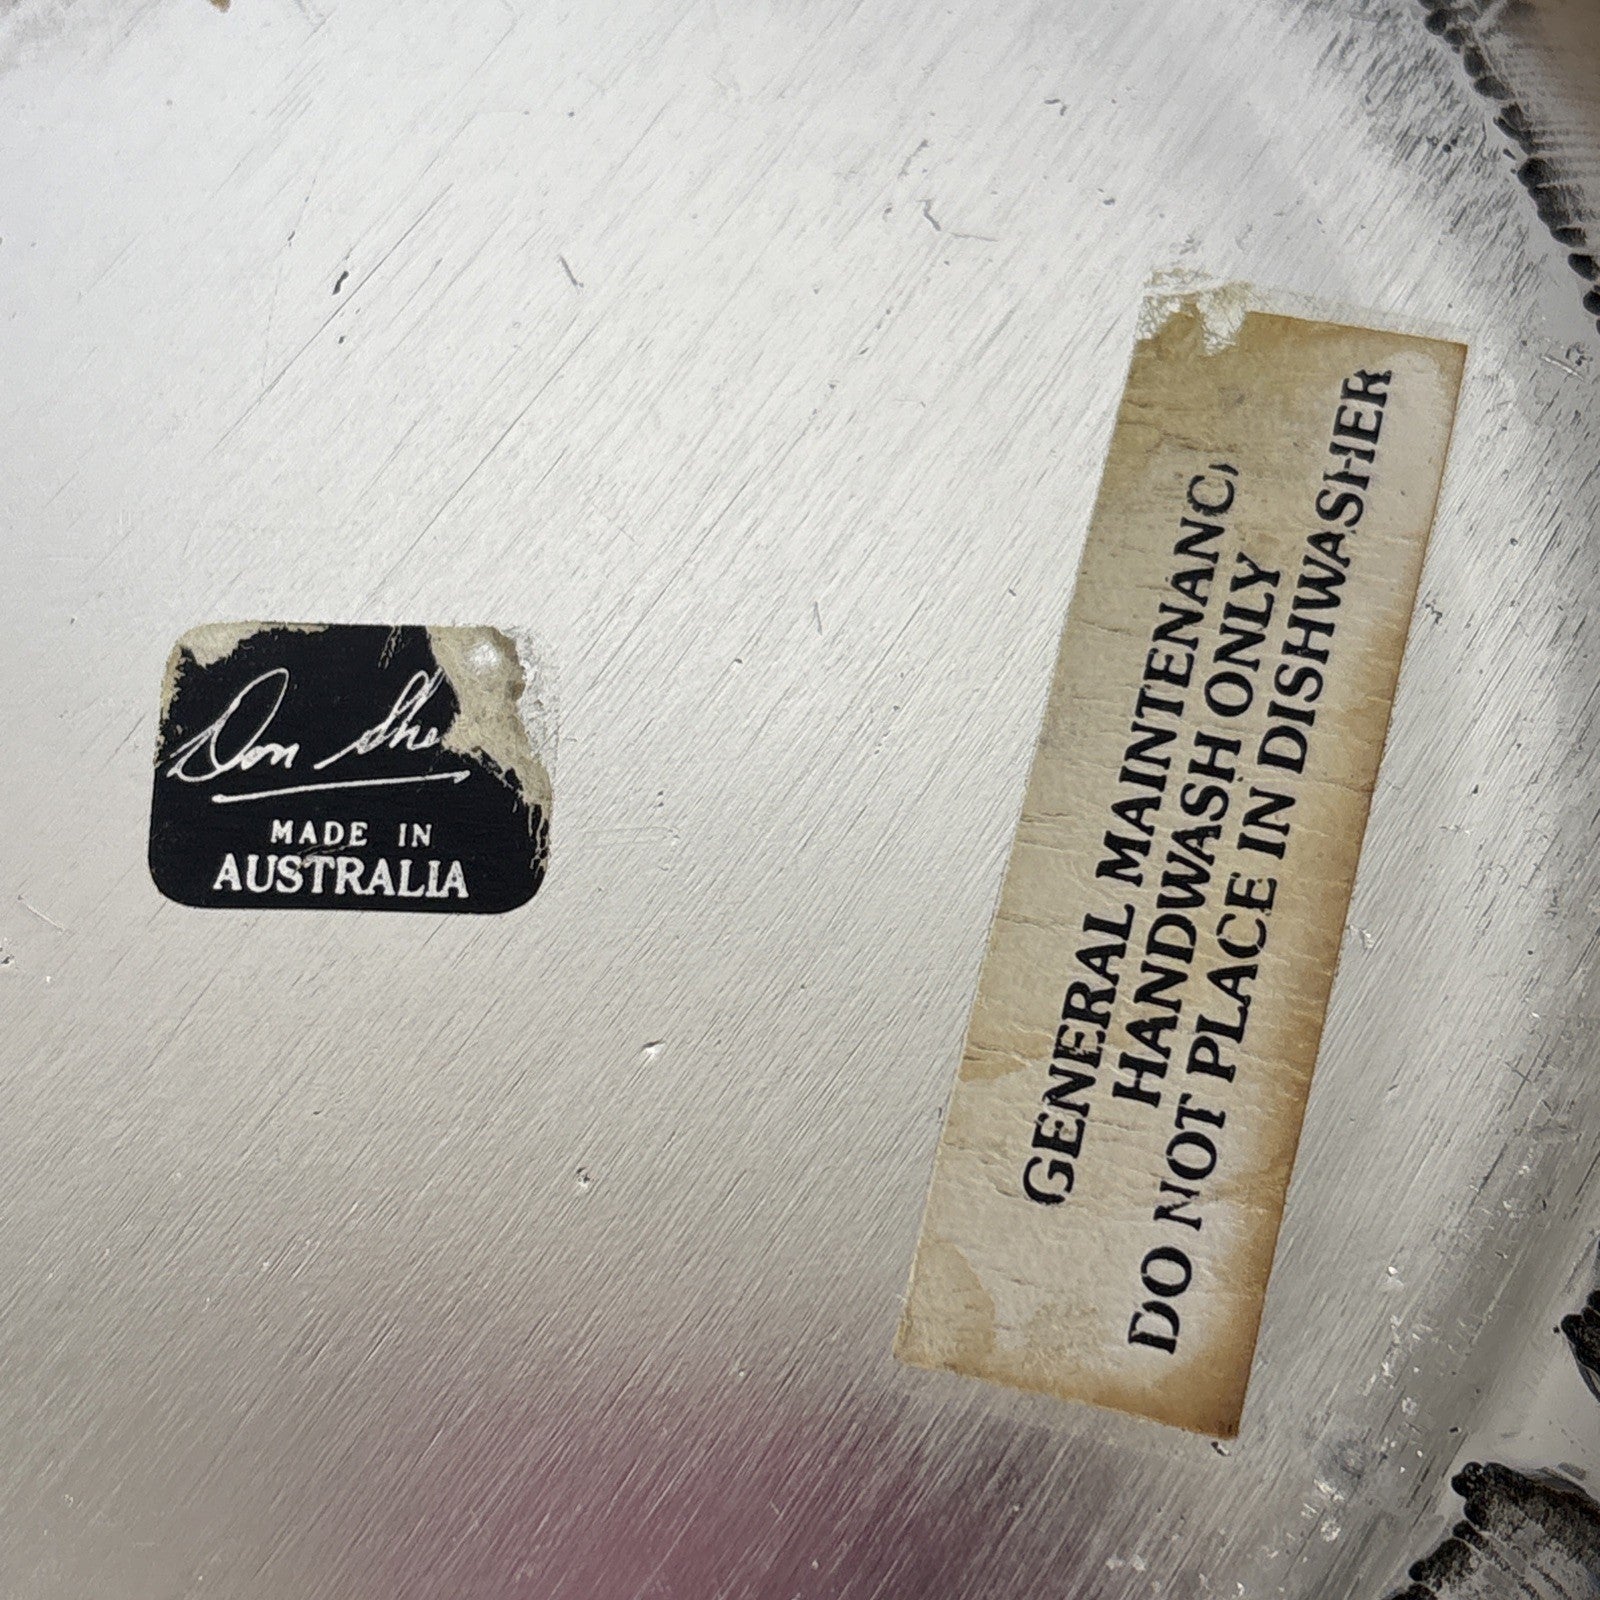 Don She
MADE IN
AUSTRALIA
GENERAL MAINTENANC
HANDWASH ONLY
DO NOT PLACE IN DISHWASHER